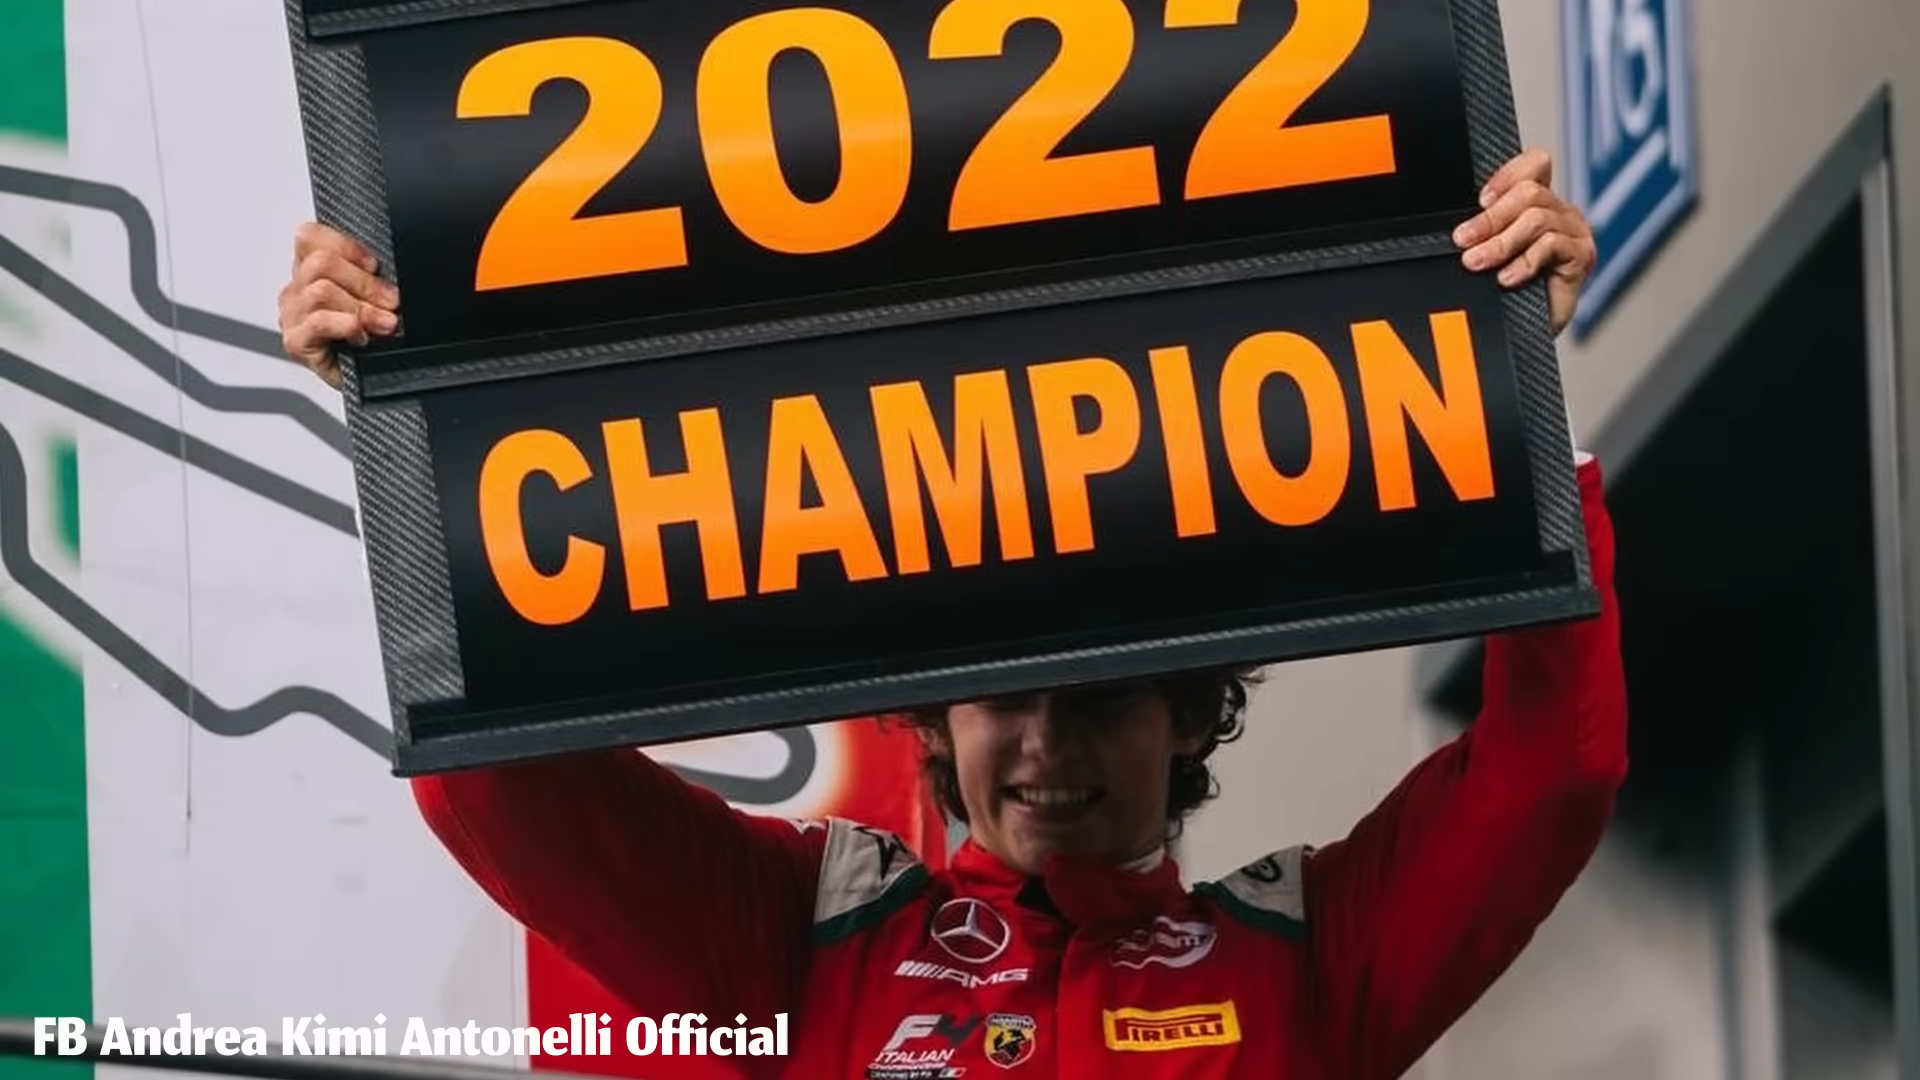 2022
CHAMPION
AMG
PIRELLI
F4
ITALIAN
FB Andrea Kimi Antonelli Official